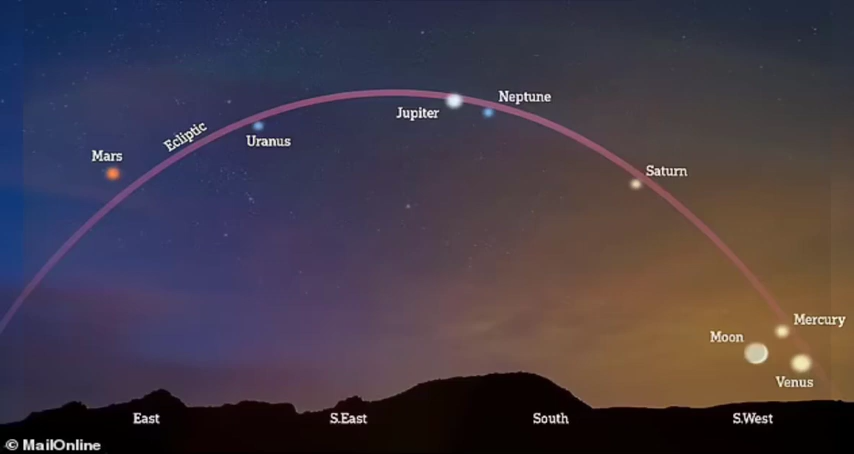 Neptune
Jupiter
Ecliptic
Uranus
Mars
Saturn
Mercury
Moon
Venus
East
S.East
South
S.West
© MailOnline